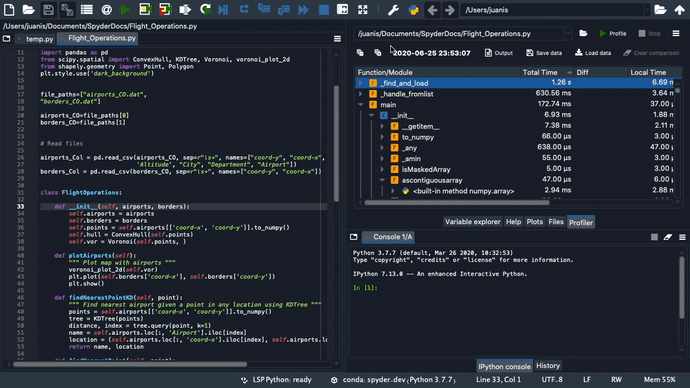 /Users/juanis/Documents/SpyderDocs/Flight_Operations.py
temp.py
Flight_Operations.py
11 import pandas as pd
12 from scipy.spatial import ConvexHull, KDTree, Voronoi, voronoi_plot_2d
13 from shapely.geometry import Point, Polygon
14 plt.style.use('dark_background')
15
16
17 file_paths=["airports_CO.dat",
18 "borders_CO.dat"]
19
20 airports_CO=file_paths[0]
21 borders_CO=file_paths[1]
22
23
24 # Read files
25
26 airports_Col = pd.read_csv(airports_CO, sep=r"\s+", names=["coord-y", "coord-x",
27 'Altitude', "City", "Department", "Airport"])
28 borders_Col = pd.read_csv(borders_CO, sep=r"\s+", names=["coord-y", "coord-x"])
29
30
31 class FlightOperations:
32
33 def __init__(self, airports, borders):
34 self.airports = airports
35 self.borders = borders
36 self.points = self.airports[['coord-x', 'coord-y']].to_numpy()
37 self.hull = ConvexHull(self.points)
38 self.vor = Voronoi(self.points, )
39
40 def plotAirports(self):
41 """ Plot map with airports """
42 voronoi_plot_2d(self.vor)
43 plt.plot(self.borders['coord-x'], self.borders['coord-y'])
44 plt.show()
45
46 def findNearestPointKD(self, point):
47 """ Find nearest airport given a point in any location using KDTree """
48 points = self.airports[['coord-x', 'coord-y']].to_numpy()
49 tree = KDTree(points)
50 distance, index = tree.query(point, k=1)
51 name = self.airports.loc[:, 'Airport'].iloc[index]
52 location = (self.airports.loc[:, 'coord-x'].iloc[index], self.airports.lo
53 return name, location
54
/Users/juanis
/juanis/Documents/SpyderDocs/Flight_Operations.py
Profile
Stop
2020-06-25 23:53:07
Output
Save data
Load data
Clear comparison
Function/Module Total Time Diff Local Time
_find_and_load 1.26 s 6.69 m
_handle_fromlist 630.56 ms 3.64 m
main 172.74 ms 37.00 µ
__init__ 6.93 ms 1.88 m
__getitem__ 7.38 ms 2.11 m
to_numpy 66.00 µs 3.00 µ
_any 638.00 µs 47.00 µ
_amin 55.00 µs 3.00 µ
isMaskedArray 5.00 µs 3.00 µ
ascontiguousarray 47.00 µs 6.00 µ
<built-in method numpy.array> 2.94 ms 2.88 m
Variable explorer Help Plots Files Profiler
Console 1/A
Python 3.7.7 (default, Mar 26 2020, 10:32:53)
Type "copyright", "credits" or "license" for more information.
IPython 7.13.0 -- An enhanced Interactive Python.
In [1]:
IPython console History
LSP Python: ready conda: spyder-dev (Python 3.7.7) Line 33, Col 1 UTF-8 LF RW Mem 55%